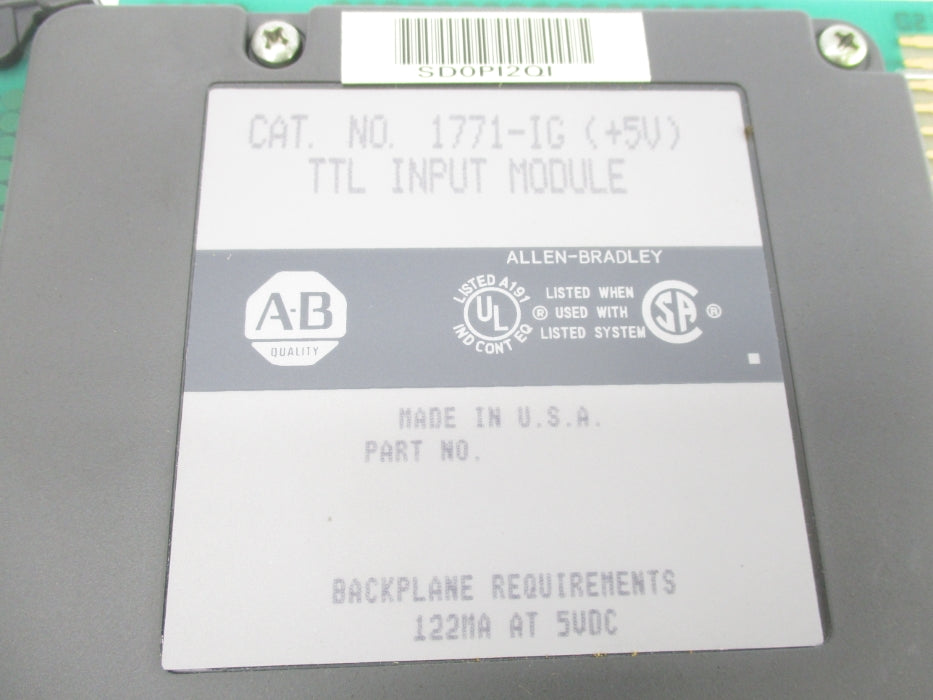 SD0PI2QI
CAT. NO. 1771-IG (+5V)
TTL INPUT MODULE
ALLEN-BRADLEY
A-B
QUALITY
LISTED A191
UL
IND CONT EQ
®
LISTED WHEN
USED WITH
LISTED SYSTEM
SA
®
MADE IN U.S.A.
PART NO.
BACKPLANE REQUIREMENTS
122MA AT 5VDC